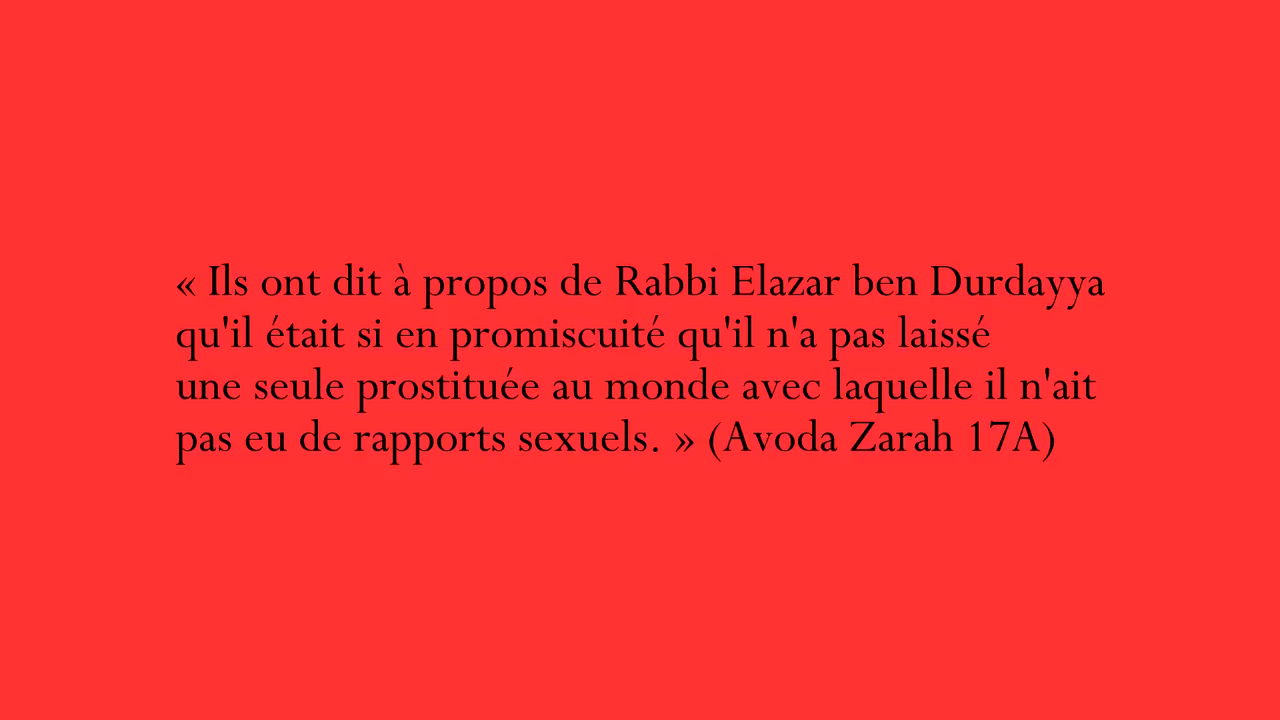 « Ils ont dit à propos de Rabbi Elazar ben Durdayya
qu'il était si en promiscuité qu'il n'a pas laissé
une seule prostituée au monde avec laquelle il n'ait
pas eu de rapports sexuels. » (Avoda Zarah 17A)